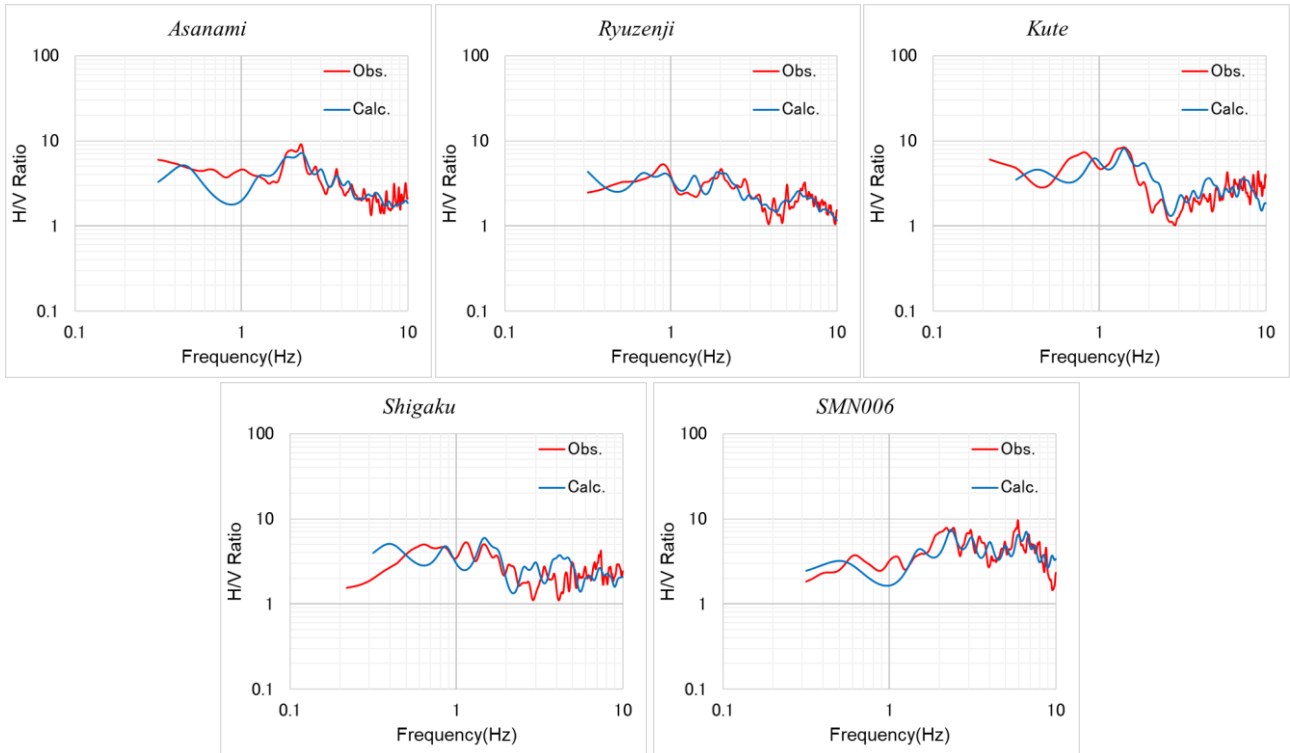 Asanami
100
10
1
0.1
H/V Ratio
Obs.
Calc.
0.1
1
10
Frequency(Hz)
Ryuzenji
100
10
1
0.1
H/V Ratio
Obs.
Calc.
0.1
1
10
Frequency(Hz)
Kute
100
10
1
0.1
H/V Ratio
Obs.
Calc.
0.1
1
10
Frequency(Hz)
Shigaku
100
10
1
0.1
H/V Ratio
Obs.
Calc.
0.1
1
10
Frequency(Hz)
SMN006
100
10
1
0.1
H/V Ratio
Obs.
Calc.
0.1
1
10
Frequency(Hz)